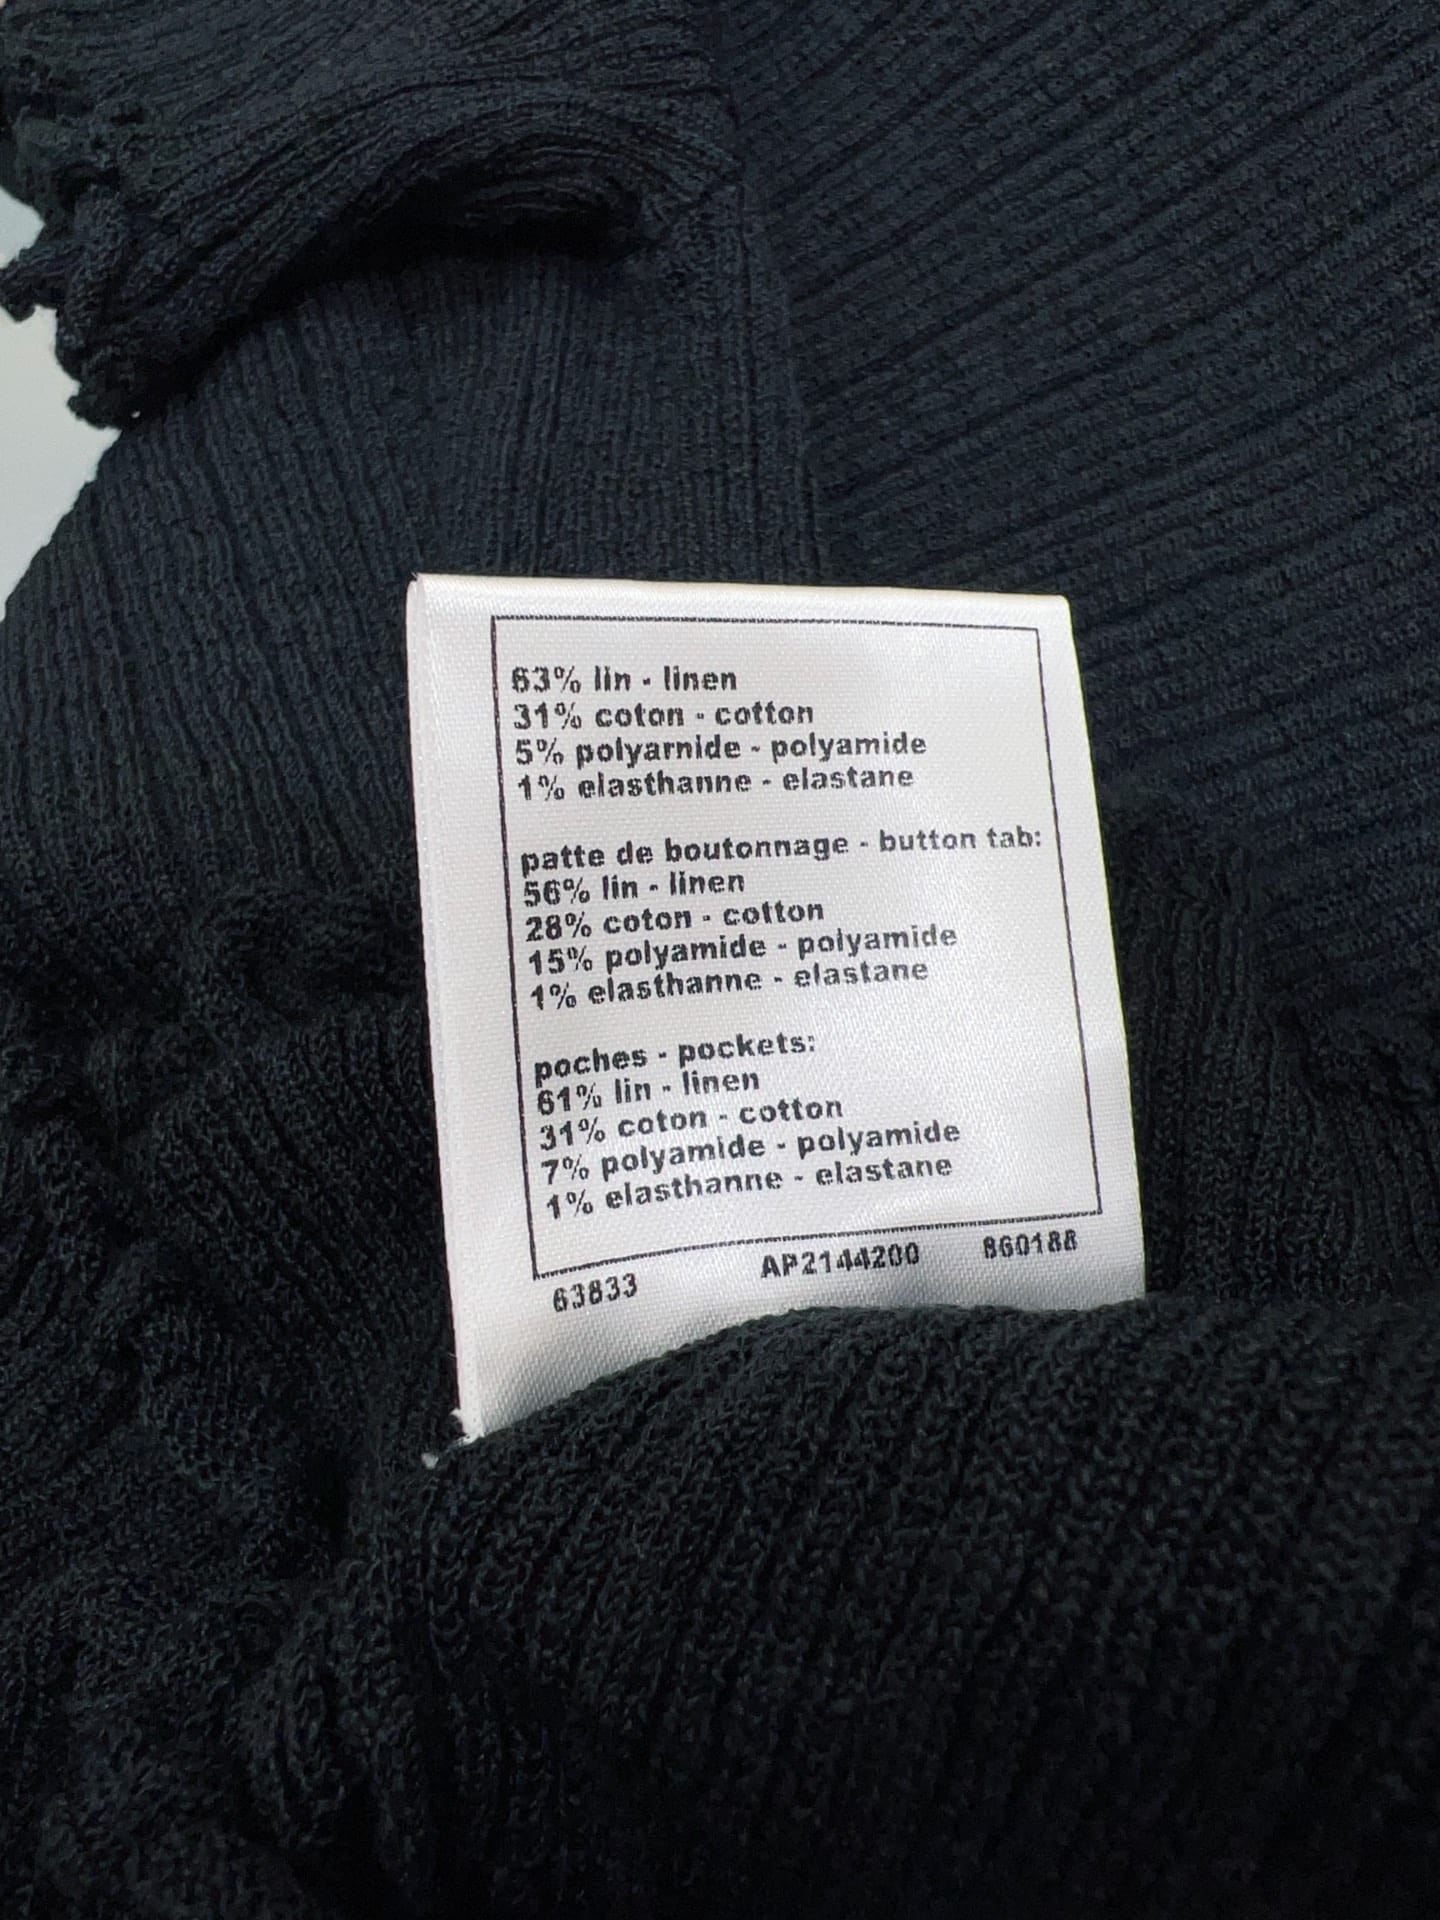 63% lin - linen
31% coton - cotton
5% polyamide - polyamide
1% elasthanne - elastane
patte de boutonnage - button tab:
56% lin - linen
28% coton - cotton
15% polyamide - polyamide
1% elasthanne - elastane
poches - pockets:
61% lin - linen
31% coton - cotton
7% polyamide - polyamide
1% elasthanne - elastane
63833 AP2144200 860188